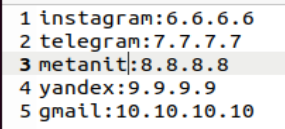 1 instagram:6.6.6.6
2 telegram:7.7.7.7
3 metanit:8.8.8.8
4 yandex:9.9.9.9
5 gmail:10.10.10.10